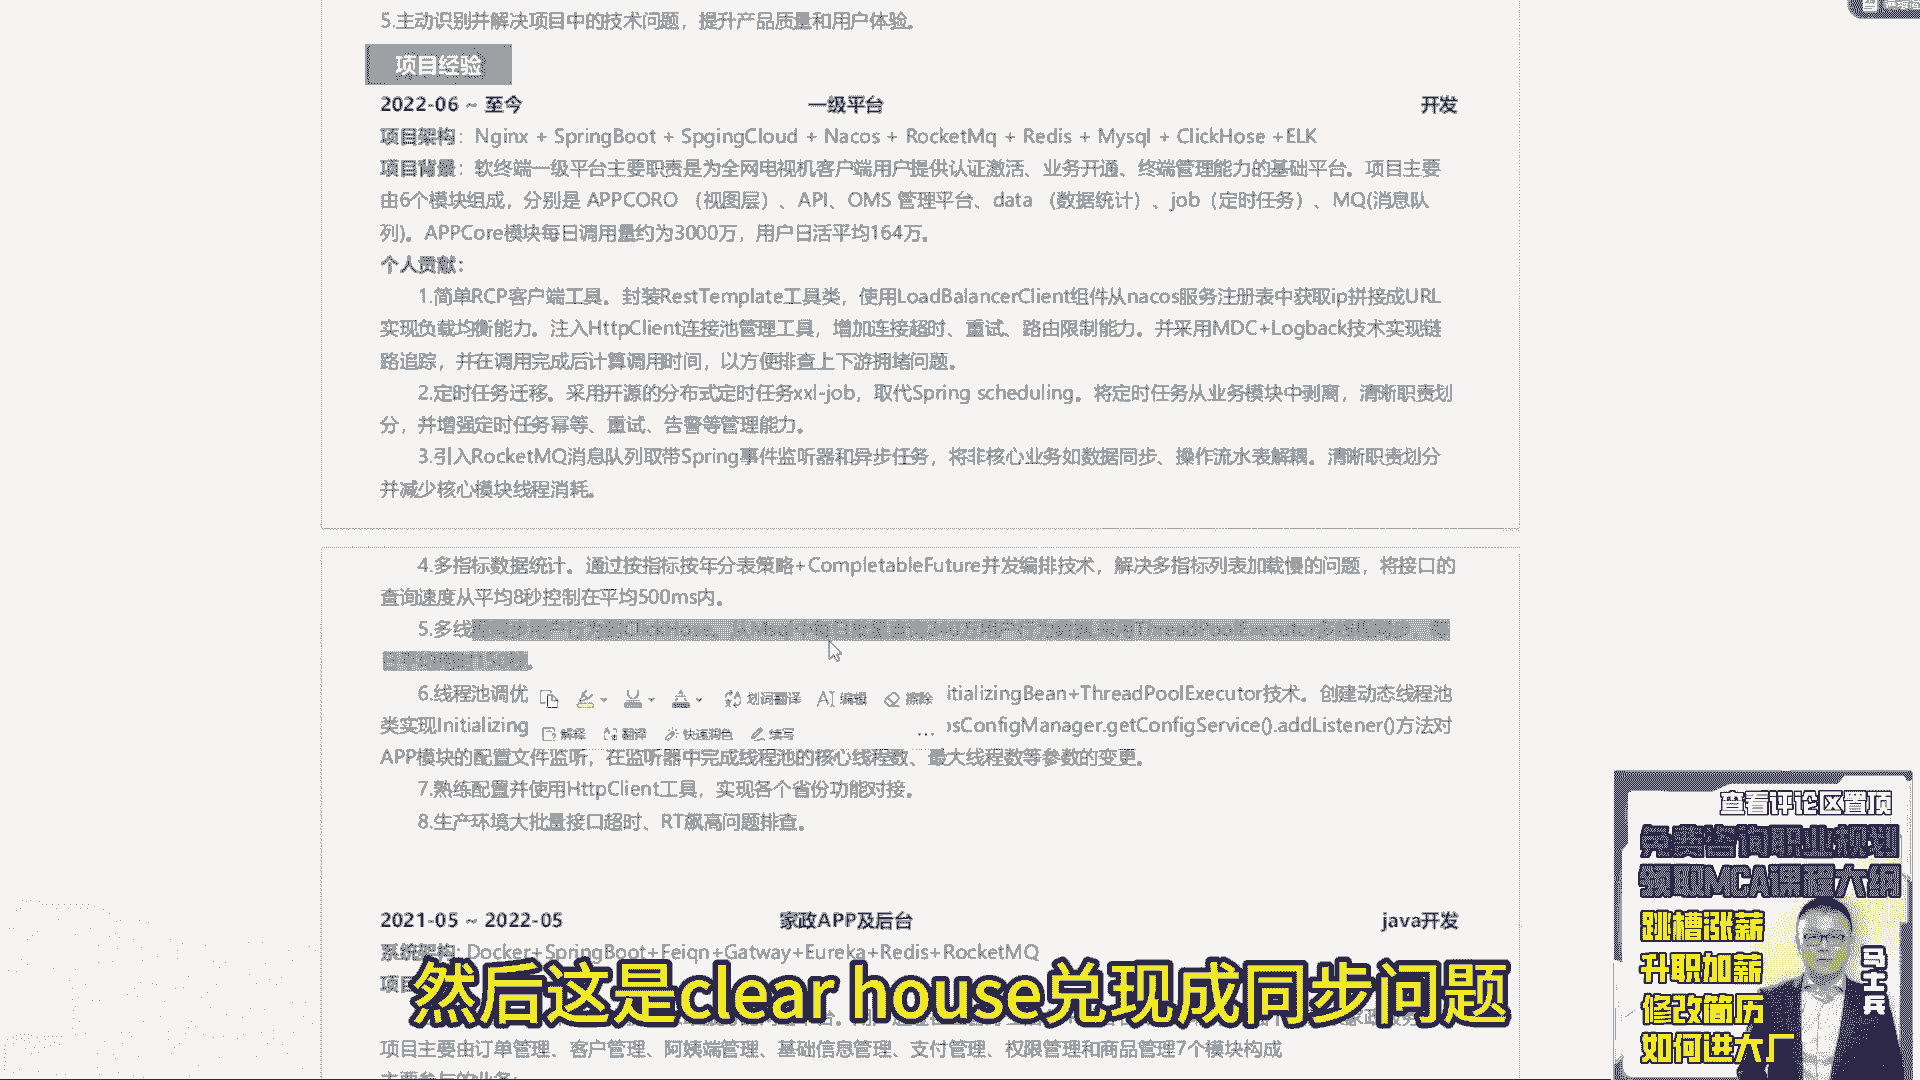 5.主动识别并解决项目中的技术问题，提升产品质量和用户体验。
项目经验
2022-06 ~ 至今 一级平台 开发
项目架构：Nginx + SpringBoot + SpgingCloud + Nacos + RocketMq + Redis + Mysql + ClickHose +ELK
项目背景：软终端一级平台主要职责是为全网电视机客户端用户提供认证激活、业务开通、终端管理能力的基础平台。项目主要
由6个模块组成，分别是 APPCORO （视图层）、API、OMS 管理平台、data （数据统计）、job（定时任务）、MQ(消息队
列)。APPCore模块每日调用量约为3000万，用户日活平均164万。
个人贡献：
1.简单RCP客户端工具。封装RestTemplate工具类，使用LoadBalancerClient组件从nacos服务注册表中获取ip拼接成URL
实现负载均衡能力。注入HttpClient连接池管理工具，增加连接超时、重试、路由限制能力。并采用MDC+Logback技术实现链
路追踪，并在调用完成后计算调用时间，以方便排查上下游拥堵问题。
2.定时任务迁移。采用开源的分布式定时任务xxl-job，取代Spring scheduling。将定时任务从业务模块中剥离，清晰职责划
分，并增强定时任务幂等、重试、告警等管理能力。
3.引入RocketMQ消息队列取带Spring事件监听器和异步任务，将非核心业务如数据同步、操作流水表解耦。清晰职责划分
并减少核心模块线程消耗。
4.多指标数据统计。通过按指标按年分表策略+CompletableFuture并发编排技术，解决多指标列表加载慢的问题，将接口的
查询速度从平均8秒控制在平均500ms内。
5.多线
6.线程池调优 itializingBean+ThreadPoolExecutor技术。创建动态线程池
类实现Initializing osConfigManager.getConfigService().addListener()方法对
APP模块的配置文件监听，在监听器中完成线程池的核心线程数、最大线程数等参数的变更。
划词翻译 编辑 擦除
解释 翻译 快速润色 续写 ...
7.熟练配置并使用HttpClient工具，实现各个省份功能对接。
8.生产环境大批量接口超时、RT飙高问题排查。
2021-05 ~ 2022-05 家政APP及后台 java开发
系统架构: Docker+SpringBoot+Feiqn+Gatway+Eureka+Redis+RocketMQ
项目主要由订单管理、客户管理、阿姨端管理、基础信息管理、支付管理、权限管理和商品管理7个模块构成
主要参与的业务：
然后这是clear house兑现成同步问题
查看评论区置顶
免费咨询职业规划
领取MCA课程大纲
跳槽涨薪
升职加薪
修改简历
如何进大厂
马士兵